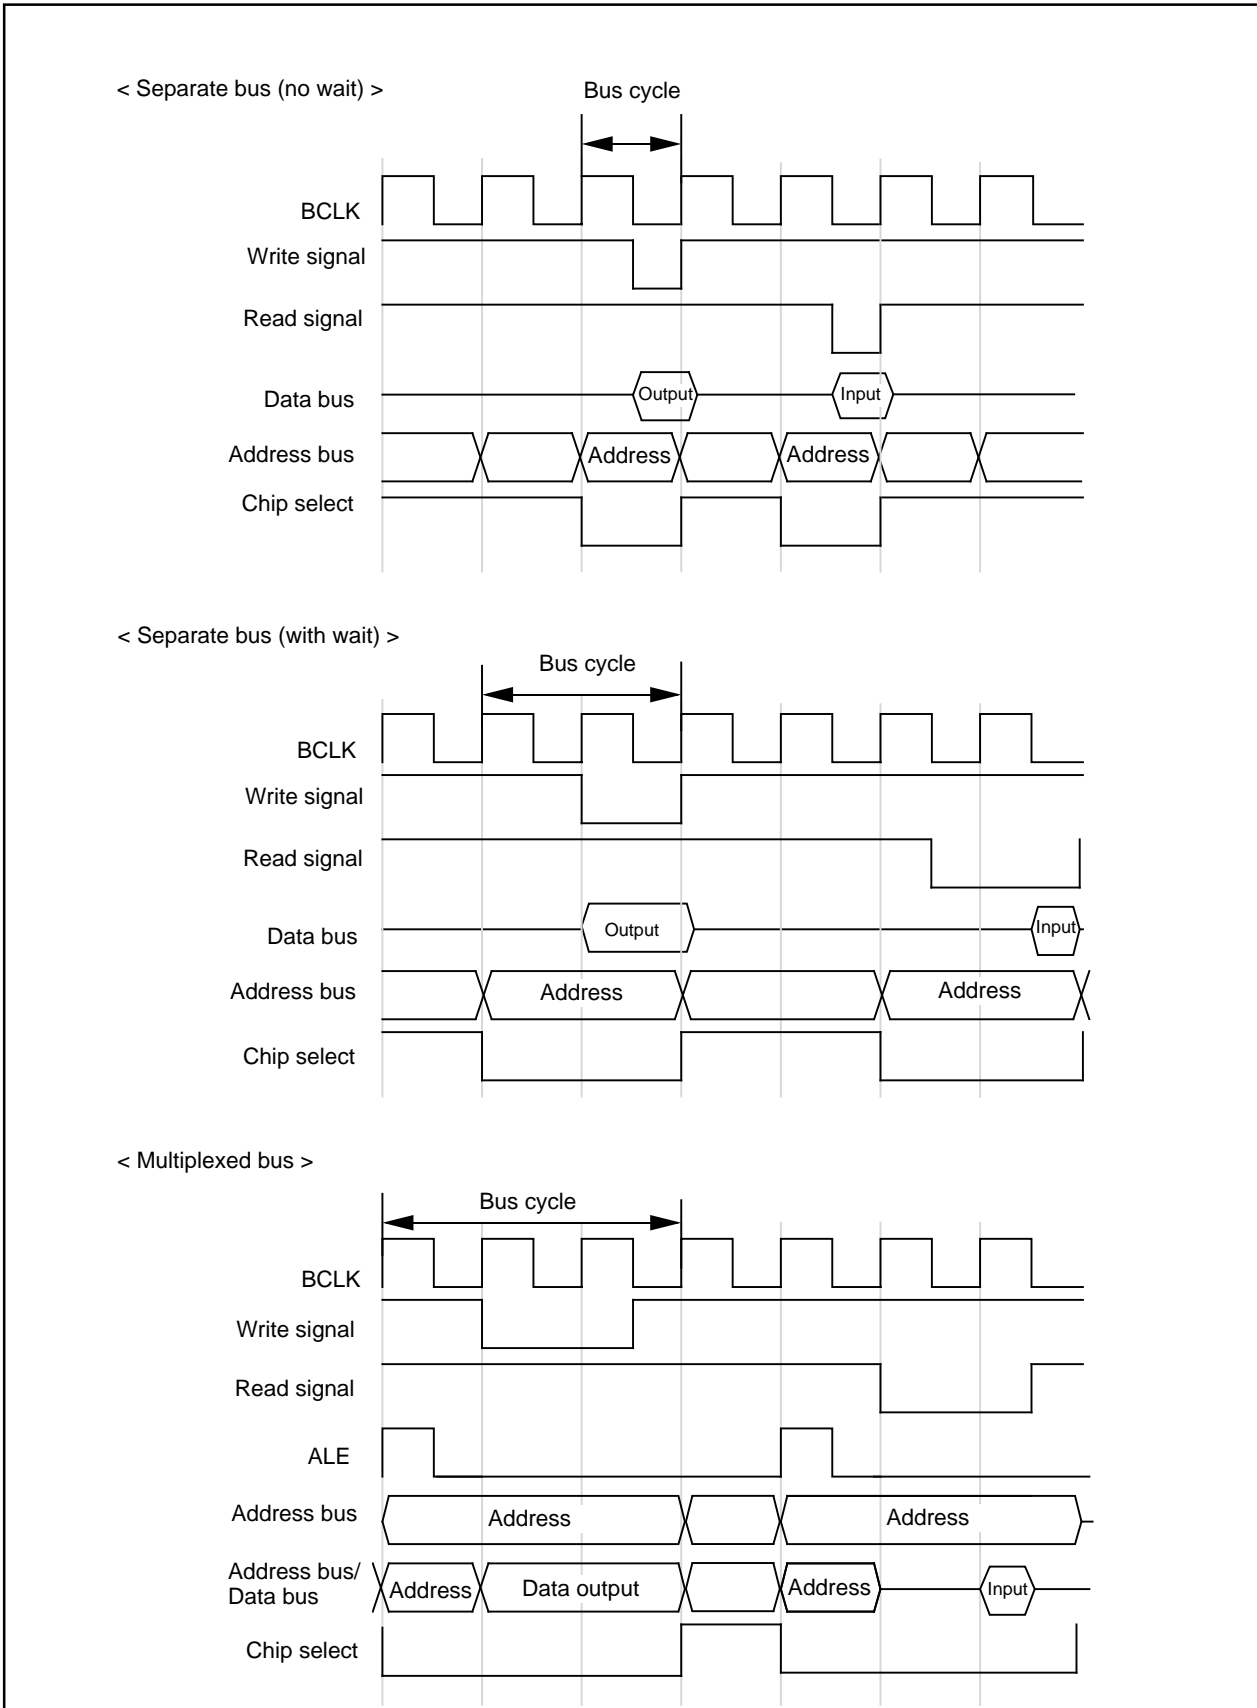 < Separate bus (no wait) >
Bus cycle
BCLK
Write signal
Read signal
Data bus
Output
Input
Address bus
Address
Address
Chip select
< Separate bus (with wait) >
Bus cycle
BCLK
Write signal
Read signal
Data bus
Output
Input
Address bus
Address
Address
Chip select
< Multiplexed bus >
Bus cycle
BCLK
Write signal
Read signal
ALE
Address bus
Address
Address
Address bus/
Data bus
Address
Data output
Address
Input
Chip select